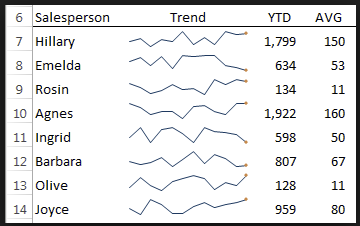 6 Salesperson Trend YTD AVG
7 Hillary 1,799 150
8 Emelda 634 53
9 Rosin 134 11
10 Agnes 1,922 160
11 Ingrid 598 50
12 Barbara 807 67
13 Olive 128 11
14 Joyce 959 80